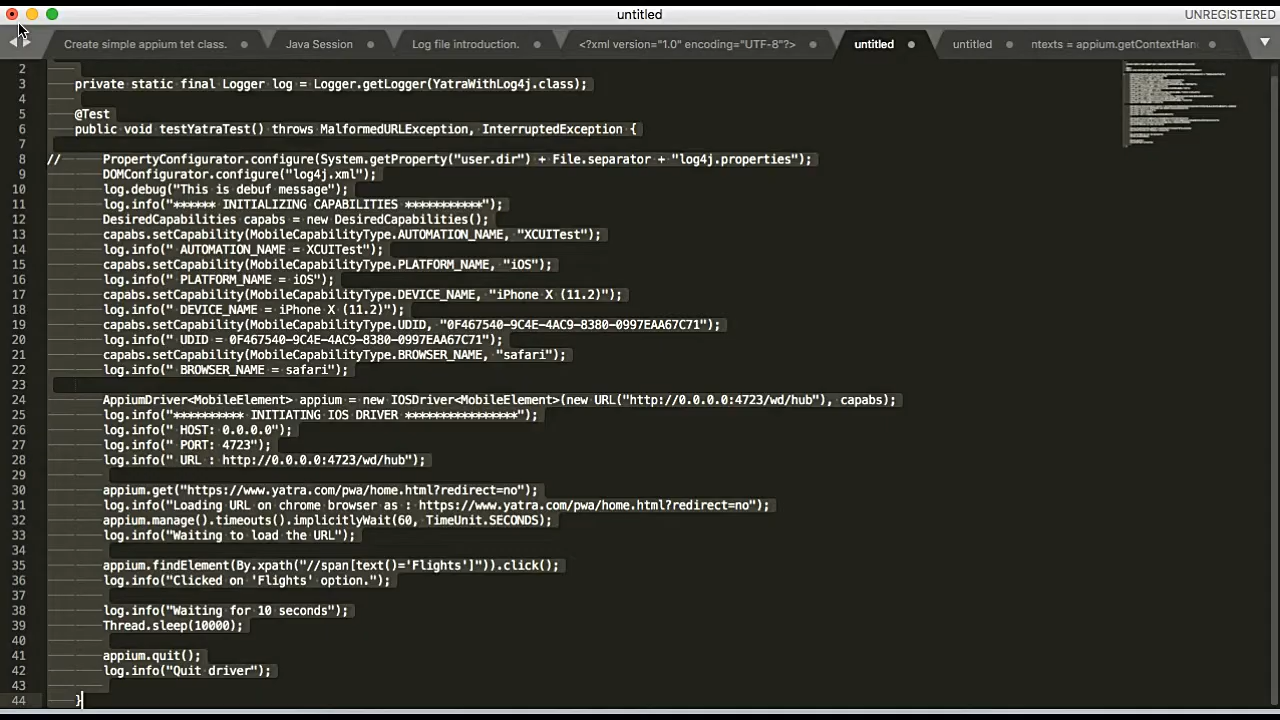 untitled
UNREGISTERED
Create simple appium tet class.
Java Session
Log file introduction.
<?xml version="1.0" encoding="UTF-8"?>
untitled
untitled
ntexts = appium.getContextHan
2
3 private static final Logger log = Logger.getLogger(YatraWithLog4j.class);
4
5 @Test
6 public void testYatraTest() throws MalformedURLException, InterruptedException {
7
8 // PropertyConfigurator.configure(System.getProperty("user.dir") + File.separator + "log4j.properties");
9 DOMConfigurator.configure("log4j.xml");
10 log.debug("This is debuf message");
11 log.info("****** INITIALIZING CAPABILITIES ***********");
12 DesiredCapabilities capabs = new DesiredCapabilities();
13 capabs.setCapability(MobileCapabilityType.AUTOMATION_NAME, "XCUITest");
14 log.info(" AUTOMATION_NAME = XCUITest");
15 capabs.setCapability(MobileCapabilityType.PLATFORM_NAME, "iOS");
16 log.info(" PLATFORM_NAME = iOS");
17 capabs.setCapability(MobileCapabilityType.DEVICE_NAME, "iPhone X (11.2)");
18 log.info(" DEVICE_NAME = iPhone X (11.2)");
19 capabs.setCapability(MobileCapabilityType.UDID, "0F467540-9C4E-4AC9-8380-0997EAA67C71");
20 log.info(" UDID = 0F467540-9C4E-4AC9-8380-0997EAA67C71");
21 capabs.setCapability(MobileCapabilityType.BROWSER_NAME, "safari");
22 log.info(" BROWSER_NAME = safari");
23
24 AppiumDriver<MobileElement> appium = new IOSDriver<MobileElement>(new URL("http://0.0.0.0:4723/wd/hub"), capabs);
25 log.info("********** INITIATING IOS DRIVER ****************");
26 log.info(" HOST: 0.0.0.0");
27 log.info(" PORT: 4723");
28 log.info(" URL : http://0.0.0.0:4723/wd/hub");
29
30 appium.get("https://www.yatra.com/pwa/home.html?redirect=no");
31 log.info("Loading URL on chrome browser as : https://www.yatra.com/pwa/home.html?redirect=no");
32 appium.manage().timeouts().implicitlyWait(60, TimeUnit.SECONDS);
33 log.info("Waiting to load the URL");
34
35 appium.findElement(By.xpath("//span[text()='Flights']")).click();
36 log.info("Clicked on 'Flights' option.");
37
38 log.info("Waiting for 10 seconds");
39 Thread.sleep(10000);
40
41 appium.quit();
42 log.info("Quit driver");
43
44 }